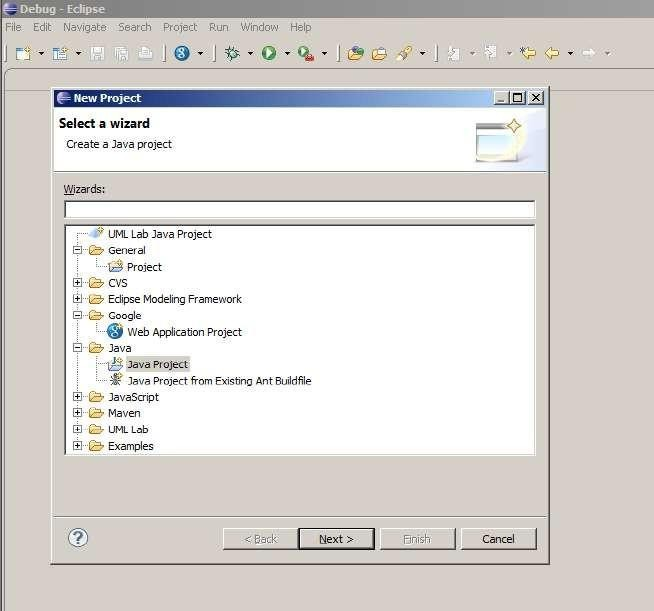 Debug - Eclipse
File Edit Navigate Search Project Run Window Help
New Project
Select a wizard
Create a Java project
Wizards:
UML Lab Java Project
General
Project
CVS
Eclipse Modeling Framework
Google
Web Application Project
Java
Java Project
Java Project from Existing Ant Buildfile
JavaScript
Maven
UML Lab
Examples
? < Back Next > Finish Cancel